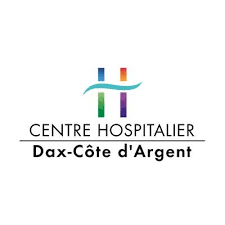 H
CENTRE HOSPITALIER
Dax-Côte d'Argent